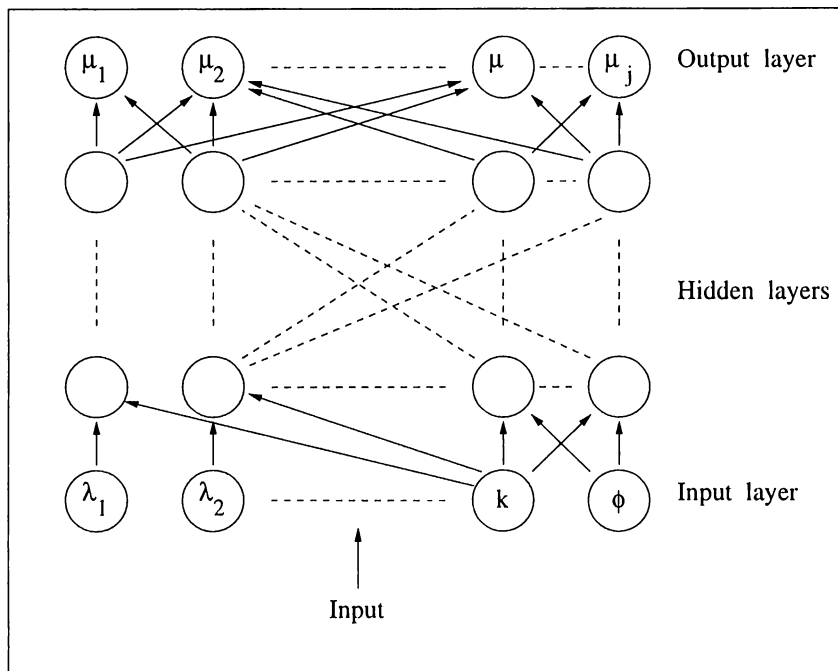 μ1 μ2 μ μj Output layer
Hidden layers
λ1 λ2 k ϕ Input layer
Input